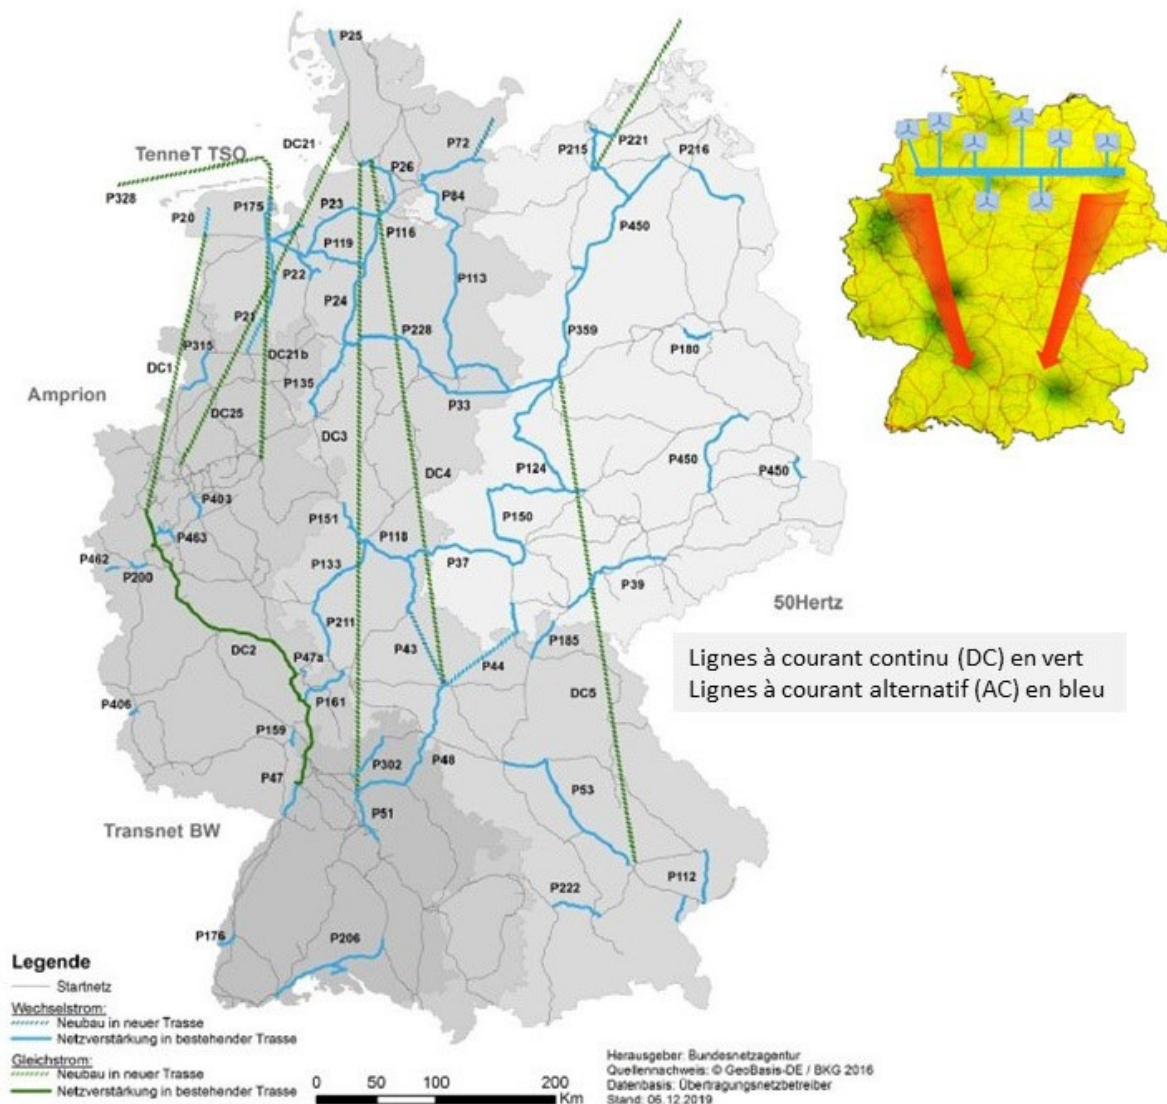 P25
DC21
P72
P221
P215
P216
TenneT TSO
P26
P328
P175
P84
P20
P23
P116
P450
P119
P22
P113
P24
P21
P228
P359
P315
DC21b
P180
DC1
P135
P33
Amprion
DC25
DC3
DC4
P124
P450
P450
P403
P151
P150
P463
P118
P462
P133
P37
P200
P39
50Hertz
P211
P185
P43
P44
DC2
P47a
Lignes à courant continu (DC) en vert
Lignes à courant alternatif (AC) en bleu
DC5
P161
P406
P159
P302
P48
P47
P53
P51
Transnet BW
P112
P222
P176
P206
Legende
Startnetz
Wechselstrom:
Neubau in neuer Trasse
Netzverstärkung in bestehender Trasse
Gleichstrom:
Neubau in neuer Trasse
Netzverstärkung in bestehender Trasse
0 50 100 200
Km
Herausgeber: Bundesnetzagentur
Quellennachweis: © GeoBasis-DE / BKG 2016
Datenbasis: Übertragungsnetzbetreiber
Stand: 06.12.2019